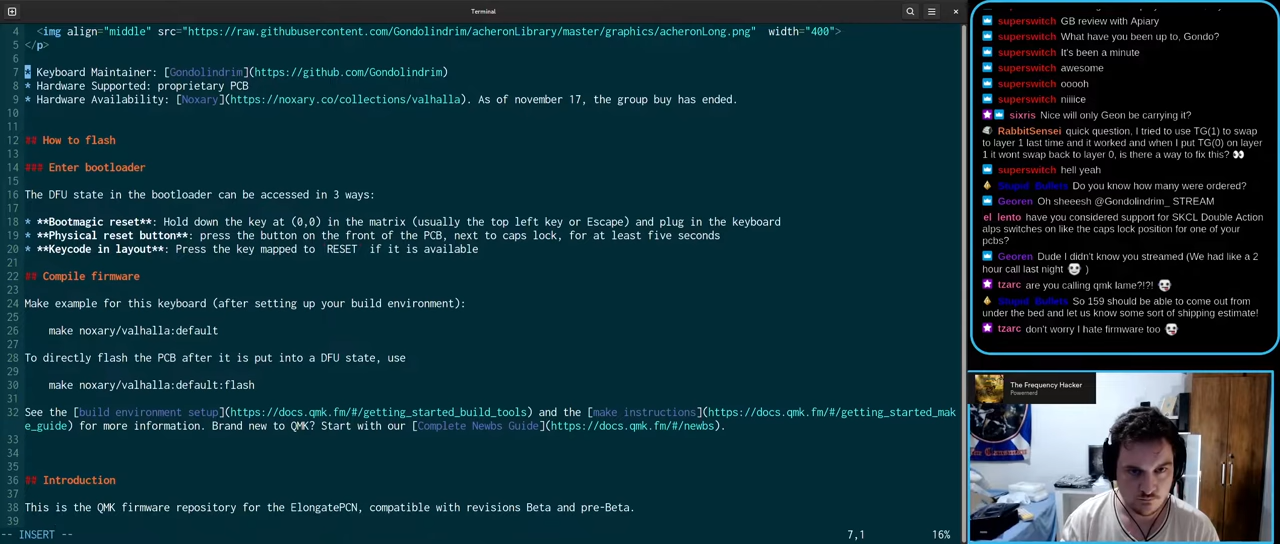 Terminal
4 <img align="middle" src="https://raw.githubusercontent.com/Gondolindrim/acheronLibrary/master/graphics/acheronLong.png" width="400">
5 </p>
6
7 * Keyboard Maintainer: [Gondolindrim](https://github.com/Gondolindrim)
8 * Hardware Supported: proprietary PCB
9 * Hardware Availability: [Noxary](https://noxary.co/collections/valhalla). As of november 17, the group buy has ended.
10
11
12 ## How to flash
13
14 ### Enter bootloader
15
16 The DFU state in the bootloader can be accessed in 3 ways:
17
18 * **Bootmagic reset**: Hold down the key at (0,0) in the matrix (usually the top left key or Escape) and plug in the keyboard
19 * **Physical reset button**: press the button on the front of the PCB, next to caps lock, for at least five seconds
20 * **Keycode in layout**: Press the key mapped to RESET if it is available
21
22 ## Compile firmware
23
24 Make example for this keyboard (after setting up your build environment):
25
26 make noxary/valhalla:default
27
28 To directly flash the PCB after it is put into a DFU state, use
29
30 make noxary/valhalla:default:flash
31
32 See the [build environment setup](https://docs.qmk.fm/#/getting_started_build_tools) and the [make instructions](https://docs.qmk.fm/#/getting_started_mak
e_guide) for more information. Brand new to QMK? Start with our [Complete Newbs Guide](https://docs.qmk.fm/#/newbs).
33
34
35
36 ## Introduction
37
38 This is the QMK firmware repository for the ElongatePCN, compatible with revisions Beta and pre-Beta.
39
-- INSERT -- 7,1 16%
superswitch GB review with Apiary
superswitch What have you been up to, Gondo?
superswitch It's been a minute
superswitch awesome
superswitch ooooh
superswitch niiiice
sixris Nice will only Geon be carrying it?
RabbitSensei quick question, I tried to use TG(1) to swap
to layer 1 last time and it worked and when I put TG(0) on layer
1 it wont swap back to layer 0, is there a way to fix this? 👀
superswitch hell yeah
Stupid_Bullets Do you know how many were ordered?
Georen Oh sheeesh @Gondolindrim_ STREAM
el_lento have you considered support for SKCL Double Action
alps switches on like the caps lock position for one of your
pcbs?
Georen Dude I didn't know you streamed (We had like a 2
hour call last night )
tzarc are you calling qmk lame?!?!
Stupid_Bullets So 159 should be able to come out from
under the bed and let us know some sort of shipping estimate!
tzarc don't worry I hate firmware too
The Frequency Hacker
Powernerd